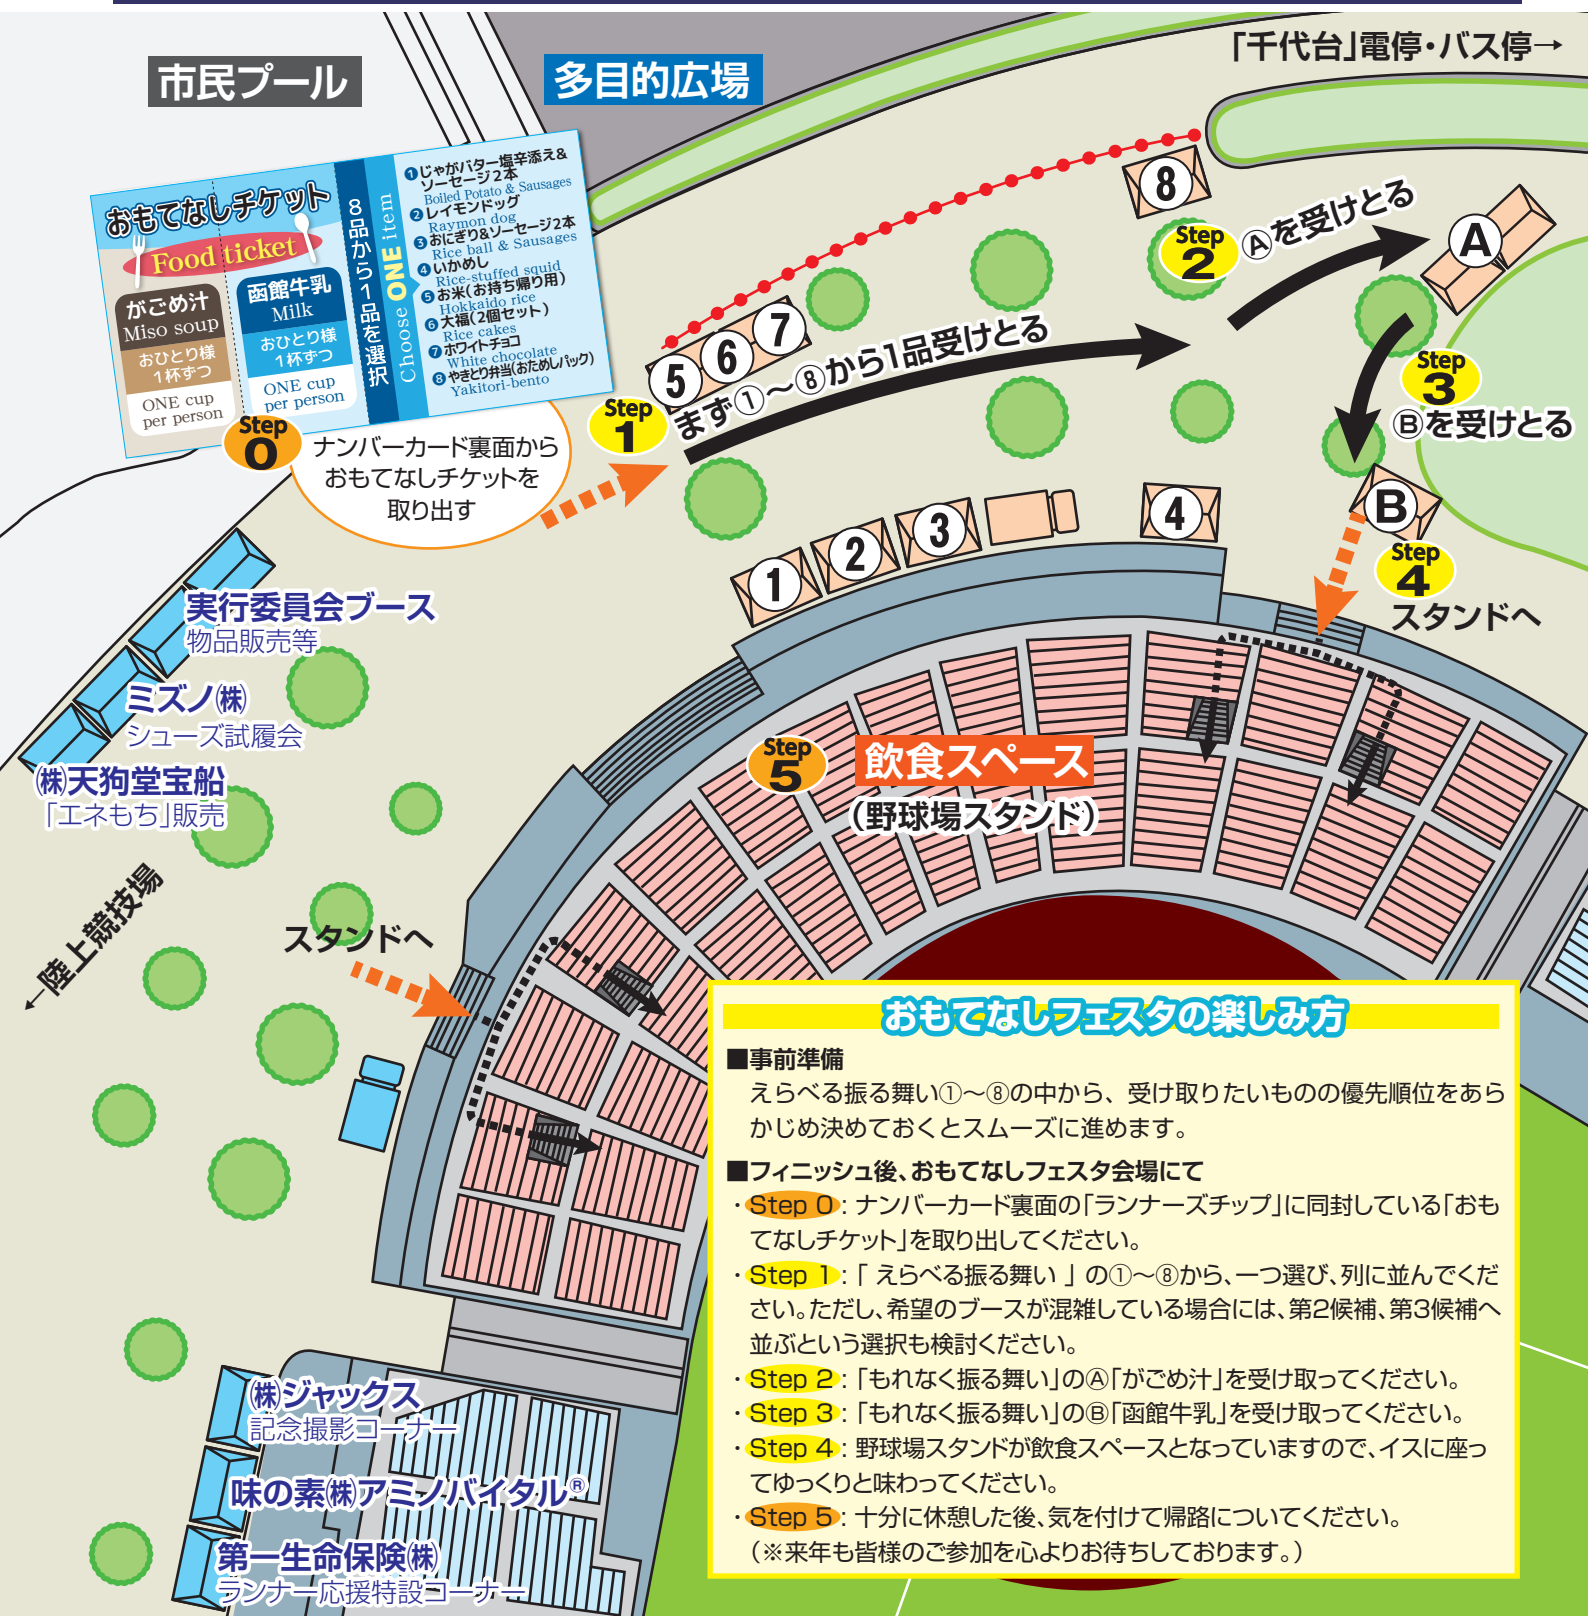 市民プール
多目的広場
「千代台」電停・バス停→
おもてなしチケット
Food ticket
がごめ汁
Miso soup
おひとり様
1杯ずつ
ONE cup
per person
函館牛乳
Milk
おひとり様
1杯ずつ
ONE cup
per person
8品から1品を選択
Choose ONE item
❶じゃがバター塩辛添え&
ソーセージ2本
Boiled Potato & Sausages
❷レイモンドッグ
Raymon dog
❸おにぎり&ソーセージ2本
Rice ball & Sausages
❹いかめし
Rice-stuffed squid
❺お米(お持ち帰り用)
Hokkaido rice
❻大福(2個セット)
Rice cakes
❼ホワイトチョコ
White chocolate
❽やきとり弁当(おためしパック)
Yakitori-bento
Step
0
ナンバーカード裏面から
おもてなしチケットを
取り出す
Step
1
まず①〜⑧から1品受けとる
5
6
7
8
Step
2
Ⓐを受けとる
A
Step
3
Ⓑを受けとる
B
Step
4
スタンドへ
1
2
3
4
実行委員会ブース
物品販売等
ミズノ㈱
シューズ試履会
㈱天狗堂宝船
「エネもち」販売
Step
5
飲食スペース
(野球場スタンド)
←陸上競技場
スタンドへ
㈱ジャックス
記念撮影コーナー
味の素㈱アミノバイタル®
第一生命保険㈱
ランナー応援特設コーナー
おもてなしフェスタの楽しみ方
■事前準備
えらべる振る舞い①〜⑧の中から、受け取りたいものの優先順位をあら
かじめ決めておくとスムーズに進めます。
■フィニッシュ後、おもてなしフェスタ会場にて
・Step 0：ナンバーカード裏面の「ランナーズチップ」に同封している「おも
てなしチケット」を取り出してください。
・Step 1：「 えらべる振る舞い 」の①〜⑧から、一つ選び、列に並んでくだ
さい。ただし、希望のブースが混雑している場合には、第2候補、第3候補へ
並ぶという選択も検討ください。
・Step 2：「もれなく振る舞い」のⒶ「がごめ汁」を受け取ってください。
・Step 3：「もれなく振る舞い」のⒷ「函館牛乳」を受け取ってください。
・Step 4：野球場スタンドが飲食スペースとなっていますので、イスに座っ
てゆっくりと味わってください。
・Step 5：十分に休憩した後、気を付けて帰路についてください。
(※来年も皆様のご参加を心よりお待ちしております。)